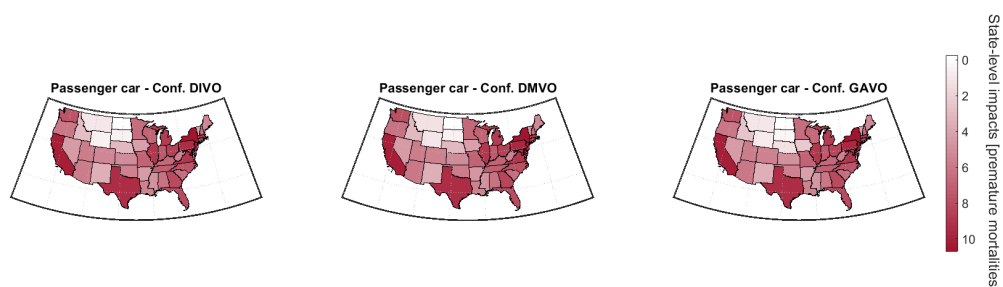 Passenger car - Conf. DIVO
Passenger car - Conf. DMVO
Passenger car - Conf. GAVO
0
2
4
6
8
10
State-level impacts [premature mortalities